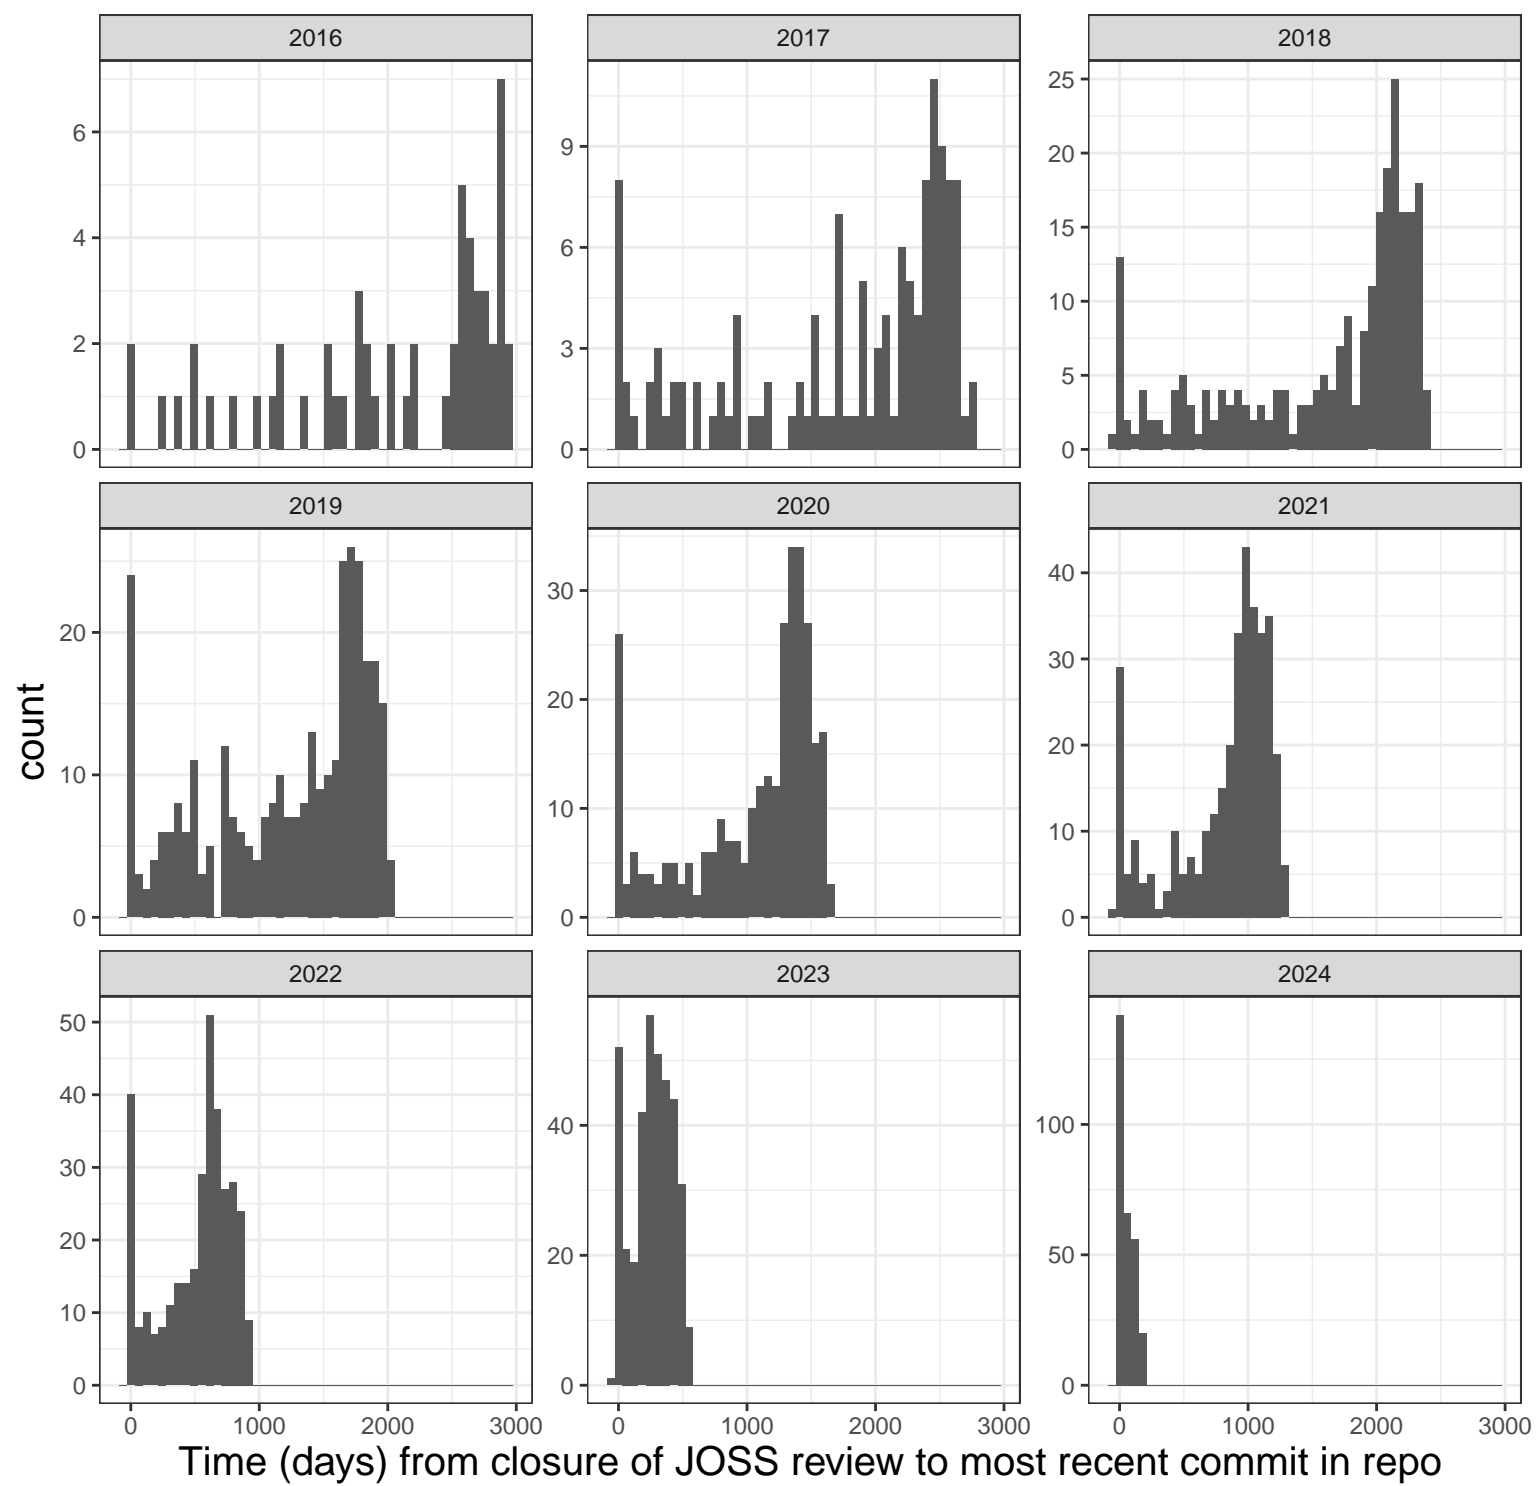 2016 2017 2018
0 2 4 6
0 3 6 9
0 5 10 15 20 25
2019 2020 2021
0 10 20
0 10 20 30
0 10 20 30 40
count
2022 2023 2024
0 10 20 30 40 50
0 20 40
0 50 100
0 1000 2000 3000 0 1000 2000 3000 0 1000 2000 3000
Time (days) from closure of JOSS review to most recent commit in repo